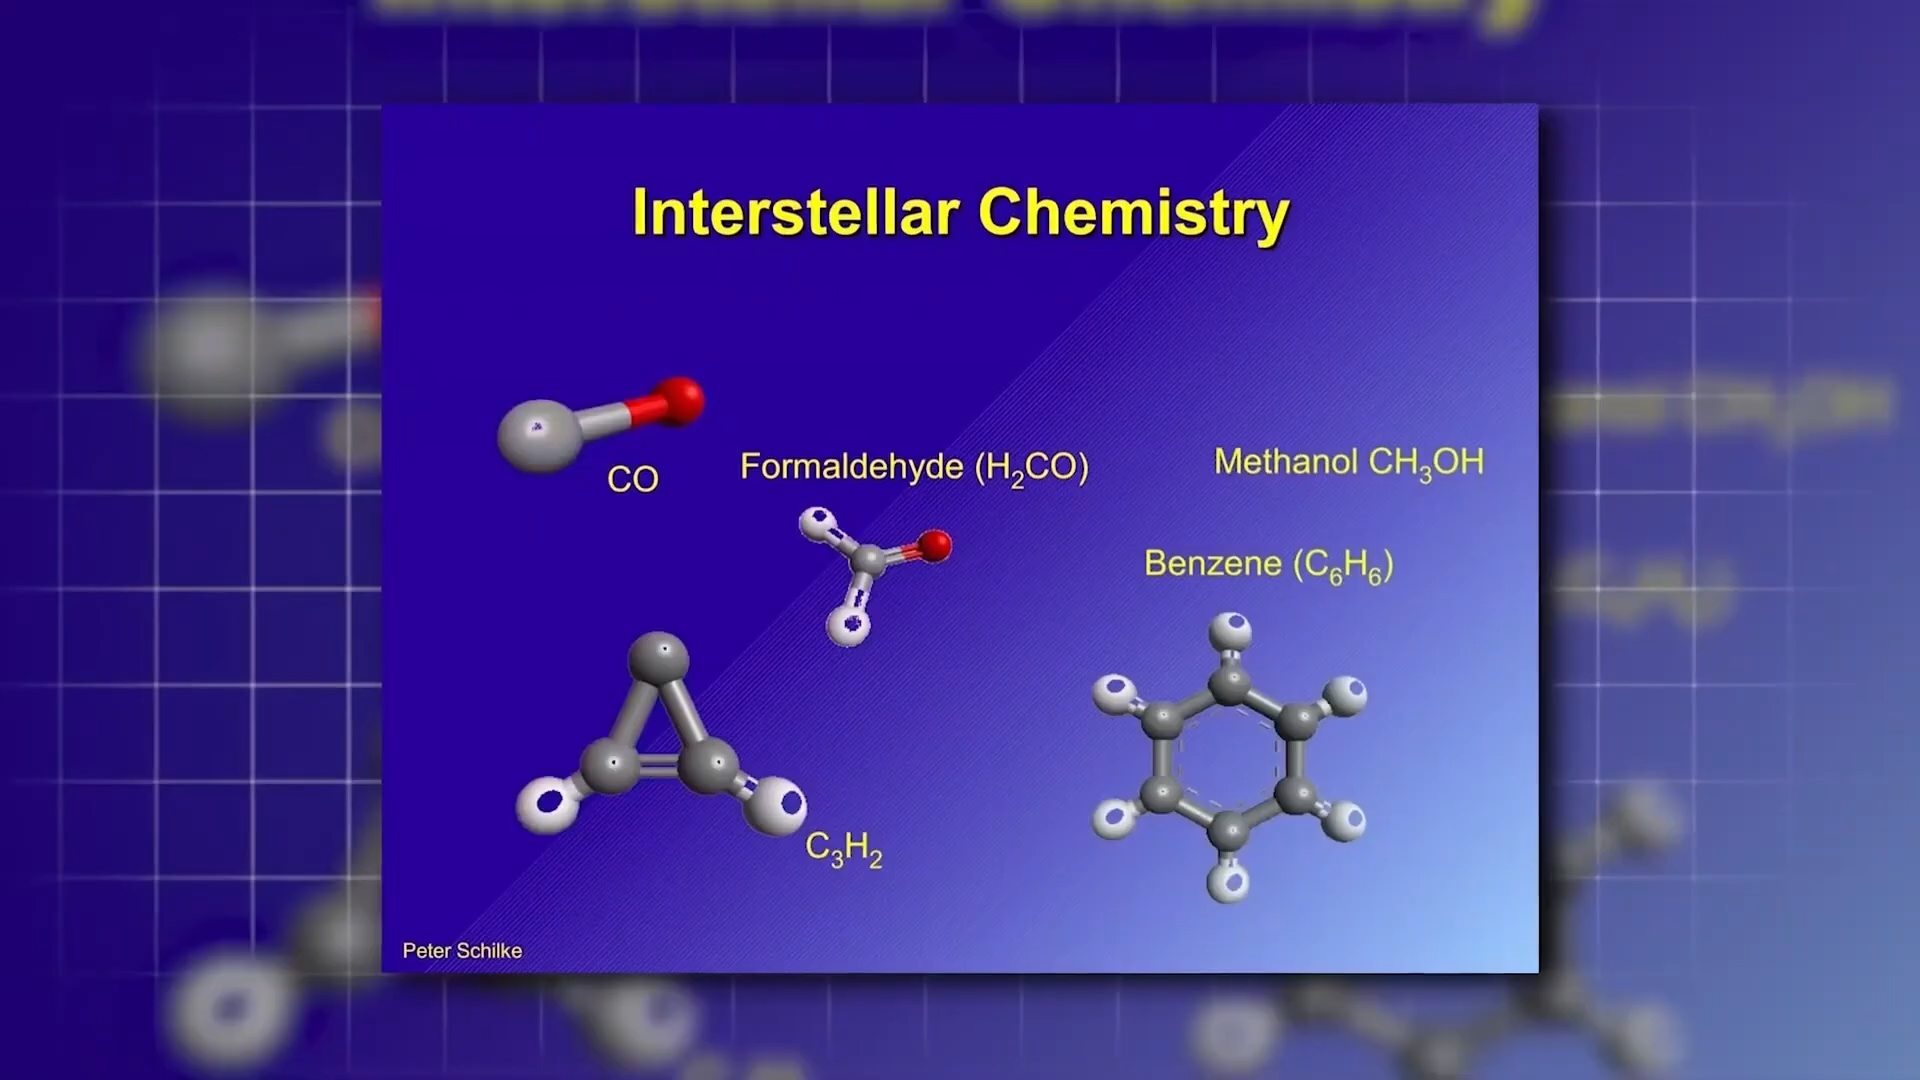 Interstellar Chemistry
CO
Formaldehyde (H₂CO)
Methanol CH₃OH
Benzene (C₆H₆)
C₃H₂
Peter Schilke